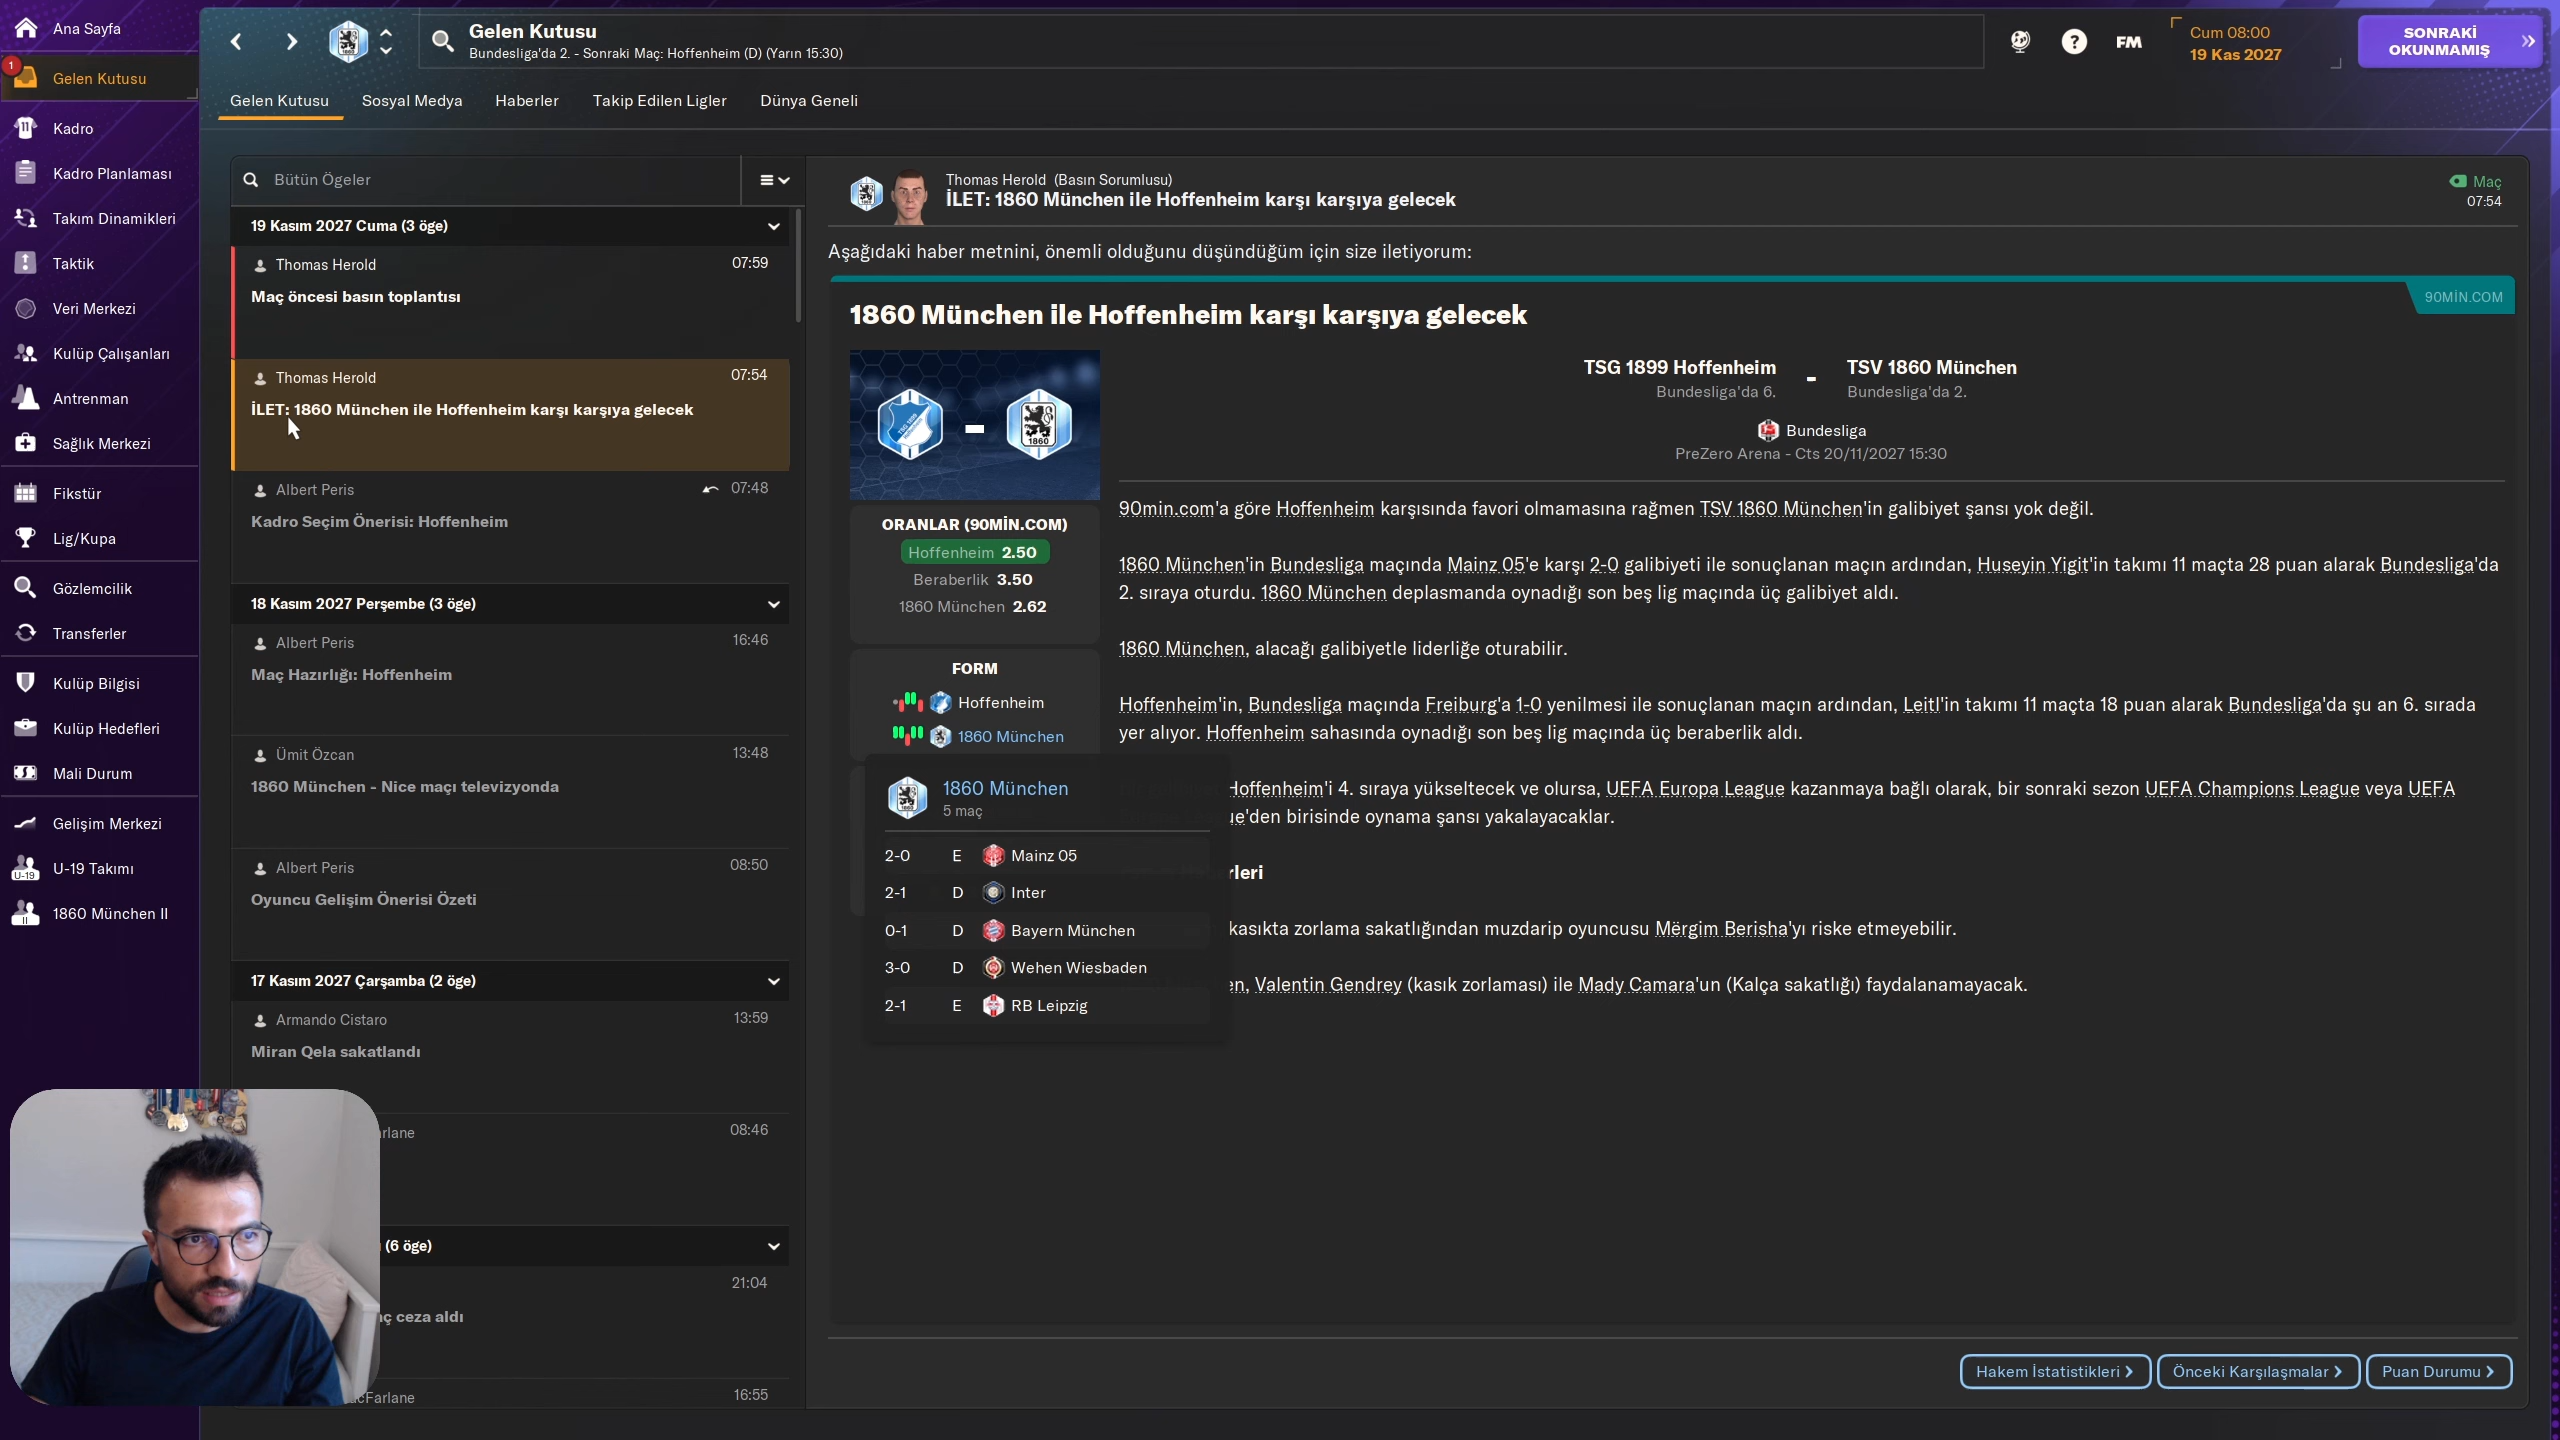 Ana Sayfa
1
Gelen Kutusu
Kadro
Kadro Planlaması
Takım Dinamikleri
Taktik
Veri Merkezi
Kulüp Çalışanları
Antrenman
Sağlık Merkezi
Fikstür
Lig/Kupa
Gözlemcilik
Transferler
Kulüp Bilgisi
Kulüp Hedefleri
Mali Durum
Gelişim Merkezi
U-19 Takımı
1860 München II
Gelen Kutusu
Bundesliga'da 2. - Sonraki Maç: Hoffenheim (D) (Yarın 15:30)
FM
Cum 08:00
19 Kas 2027
SONRAKİ
OKUNMAMIŞ
Gelen Kutusu Sosyal Medya Haberler Takip Edilen Ligler Dünya Geneli
Bütün Ögeler
19 Kasım 2027 Cuma (3 öge)
Thomas Herold 07:59
Maç öncesi basın toplantısı
Thomas Herold 07:54
İLET: 1860 München ile Hoffenheim karşı karşıya gelecek
Albert Peris 07:48
Kadro Seçim Önerisi: Hoffenheim
18 Kasım 2027 Perşembe (3 öge)
Albert Peris 16:46
Maç Hazırlığı: Hoffenheim
Ümit Özcan 13:48
1860 München - Nice maçı televizyonda
Albert Peris 08:50
Oyuncu Gelişim Önerisi Özeti
17 Kasım 2027 Çarşamba (2 öge)
Armando Cistaro 13:59
Miran Qela sakatlandı
rlane 08:46
(6 öge)
21:04
ç ceza aldı
cFarlane 16:55
Thomas Herold (Basın Sorumlusu)
İLET: 1860 München ile Hoffenheim karşı karşıya gelecek
Maç
07:54
Aşağıdaki haber metnini, önemli olduğunu düşündüğüm için size iletiyorum:
90MİN.COM
1860 München ile Hoffenheim karşı karşıya gelecek
TSG 1899 Hoffenheim - TSV 1860 München
Bundesliga'da 6. Bundesliga'da 2.
Bundesliga
PreZero Arena - Cts 20/11/2027 15:30
ORANLAR (90MİN.COM)
Hoffenheim 2.50
Beraberlik 3.50
1860 München 2.62
FORM
Hoffenheim
1860 München
90min.com'a göre Hoffenheim karşısında favori olmamasına rağmen TSV 1860 München'in galibiyet şansı yok değil.
1860 München'in Bundesliga maçında Mainz 05'e karşı 2-0 galibiyeti ile sonuçlanan maçın ardından, Huseyin Yigit'in takımı 11 maçta 28 puan alarak Bundesliga'da
2. sıraya oturdu. 1860 München deplasmanda oynadığı son beş lig maçında üç galibiyet aldı.
1860 München, alacağı galibiyetle liderliğe oturabilir.
Hoffenheim'in, Bundesliga maçında Freiburg'a 1-0 yenilmesi ile sonuçlanan maçın ardından, Leitl'in takımı 11 maçta 18 puan alarak Bundesliga'da şu an 6. sırada
yer alıyor. Hoffenheim sahasında oynadığı son beş lig maçında üç beraberlik aldı.
Hoffenheim'i 4. sıraya yükseltecek ve olursa, UEFA Europa League kazanmaya bağlı olarak, bir sonraki sezon UEFA Champions League veya UEFA
ue'den birisinde oynama şansı yakalayacaklar.
rleri
kasıkta zorlama sakatlığından muzdarip oyuncusu Mërgim Berisha'yı riske etmeyebilir.
en, Valentin Gendrey (kasık zorlaması) ile Mady Camara'un (Kalça sakatlığı) faydalanamayacak.
1860 München
5 maç
2-0 E Mainz 05
2-1 D Inter
0-1 D Bayern München
3-0 D Wehen Wiesbaden
2-1 E RB Leipzig
Hakem İstatistikleri
Önceki Karşılaşmalar
Puan Durumu